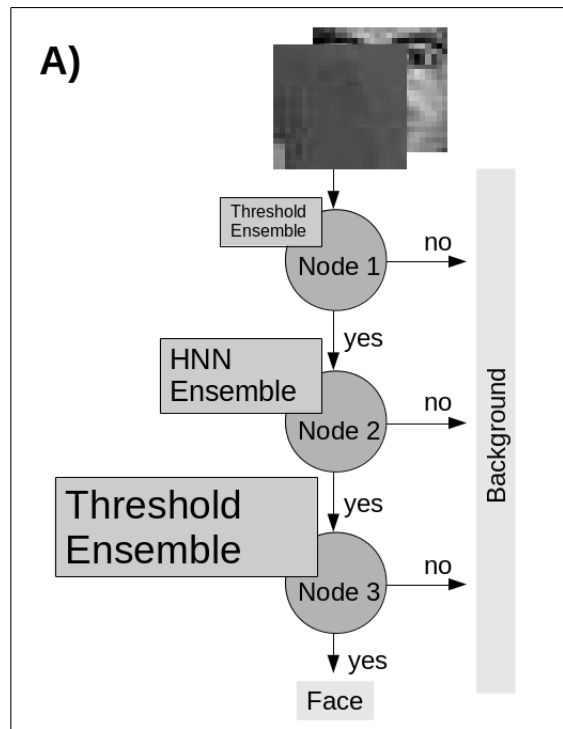 A)
Threshold
Ensemble
Node 1
no
yes
HNN
Ensemble
Node 2
no
yes
Threshold
Ensemble
Node 3
no
yes
Face
Background